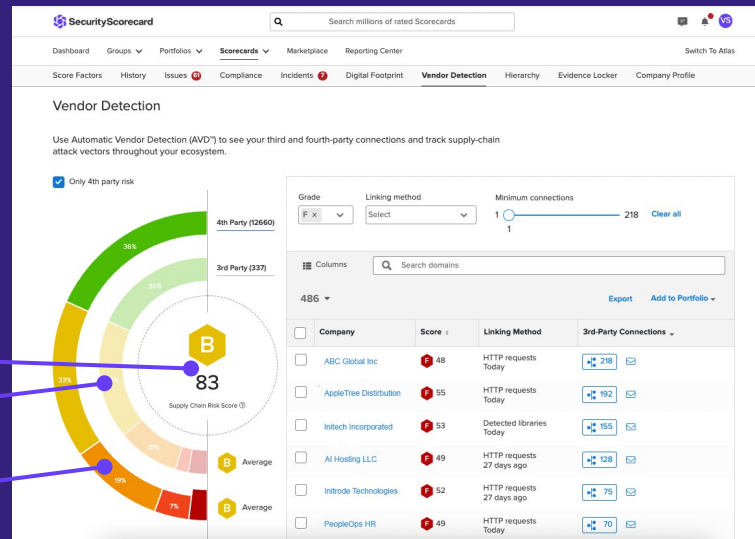 SecurityScorecard
Search millions of rated Scorecards
VS
Dashboard Groups Portfolios Scorecards Marketplace Reporting Center Switch To Atlas
Score Factors History Issues 61 Compliance Incidents 7 Digital Footprint Vendor Detection Hierarchy Evidence Locker Company Profile
Vendor Detection
Use Automatic Vendor Detection (AVD™) to see your third and fourth-party connections and track supply-chain
attack vectors throughout your ecosystem.
Only 4th party risk
4th Party (12660)
36%
3rd Party (337)
B
83
Supply Chain Risk Score
33%
B Average
19%
7%
B Average
Grade Linking method Minimum connections
F × Select 1 218 Clear all
1
Columns Search domains
486 Export Add to Portfolio
Company Score Linking Method 3rd-Party Connections
ABC Global Inc F 48 HTTP requests 218
Today
AppleTree Distirbution F 55 HTTP requests 192
Today
Initech Incorporated F 53 Detected libraries 155
Today
AI Hosting LLC F 49 HTTP requests 128
27 days ago
Initrode Technologies F 52 HTTP requests 75
27 days ago
PeopleOps HR F 49 HTTP requests 70
Today